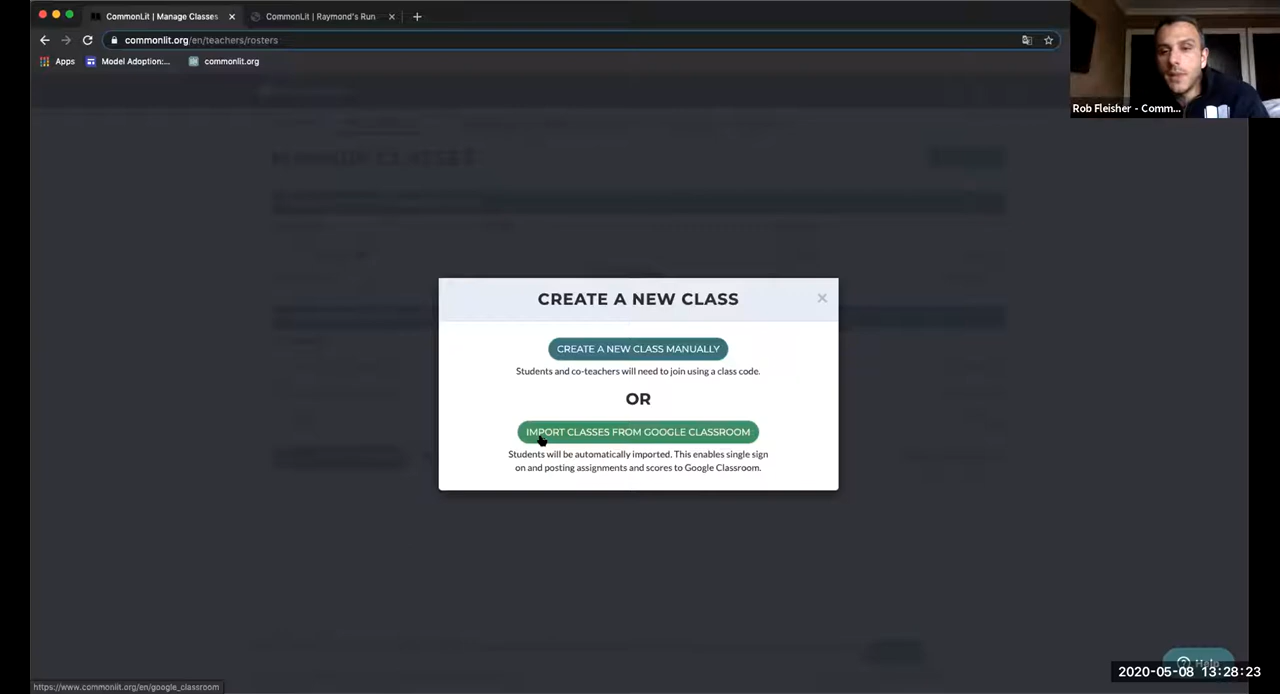 CommonLit | Manage Classes
CommonLit | Raymond's Run
commonlit.org/en/teachers/rosters
Apps
Model Adoption:...
commonlit.org
Rob Fleisher - Comm...
CREATE A NEW CLASS
CREATE A NEW CLASS MANUALLY
Students and co-teachers will need to join using a class code.
OR
IMPORT CLASSES FROM GOOGLE CLASSROOM
Students will be automatically imported. This enables single sign
on and posting assignments and scores to Google Classroom.
Help
2020-05-08 13:28:23
https://www.commonlit.org/en/google_classroom